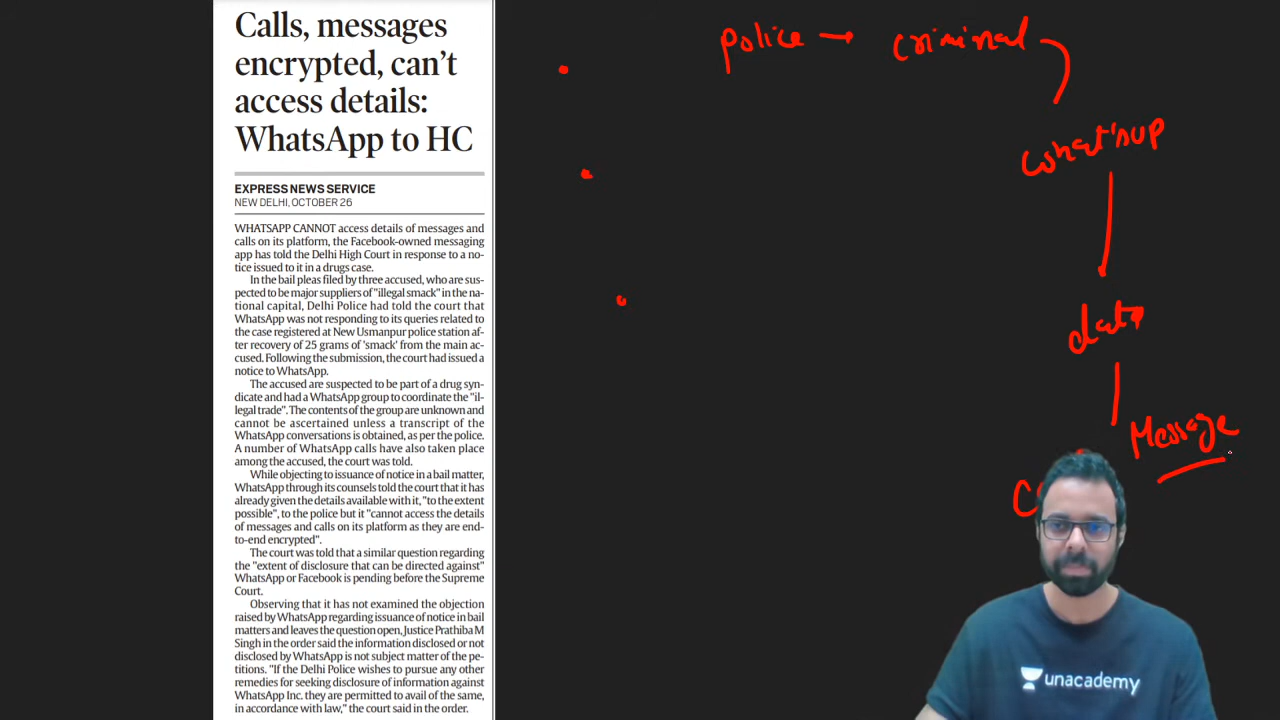 Calls, messages
encrypted, can't
access details:
WhatsApp to HC
EXPRESS NEWS SERVICE
NEW DELHI, OCTOBER 26
WHATSAPP CANNOT access details of messages and
calls on its platform, the Facebook-owned messaging
app has told the Delhi High Court in response to a no-
tice issued to it in a drugs case.
In the bail pleas filed by three accused, who are sus-
pected to be major suppliers of "illegal smack" in the na-
tional capital, Delhi Police had told the court that
WhatsApp was not responding to its queries related to
the case registered at New Usmanpur police station af-
ter recovery of 25 grams of 'smack' from the main ac-
cused. Following the submission, the court had issued a
notice to WhatsApp.
The accused are suspected to be part of a drug syn-
dicate and had a WhatsApp group to coordinate the "il-
legal trade". The contents of the group are unknown and
cannot be ascertained unless a transcript of the
WhatsApp conversations is obtained, as per the police.
A number of WhatsApp calls have also taken place
among the accused, the court was told.
While objecting to issuance of notice in a bail matter,
WhatsApp through its counsels told the court that it has
already given the details available with it, "to the extent
possible", to the police but it "cannot access the details
of messages and calls on its platform as they are end-
to-end encrypted".
The court was told that a similar question regarding
the "extent of disclosure that can be directed against"
WhatsApp or Facebook is pending before the Supreme
Court.
Observing that it has not examined the objection
raised by WhatsApp regarding issuance of notice in bail
matters and leaves the question open, Justice Prathiba M
Singh in the order said the information disclosed or not
disclosed by WhatsApp is not subject matter of the pe-
titions. "If the Delhi Police wishes to pursue any other
remedies for seeking disclosure of information against
WhatsApp Inc. they are permitted to avail of the same,
in accordance with law," the court said in the order.
police → criminal
what'sup
data
Message
unacademy